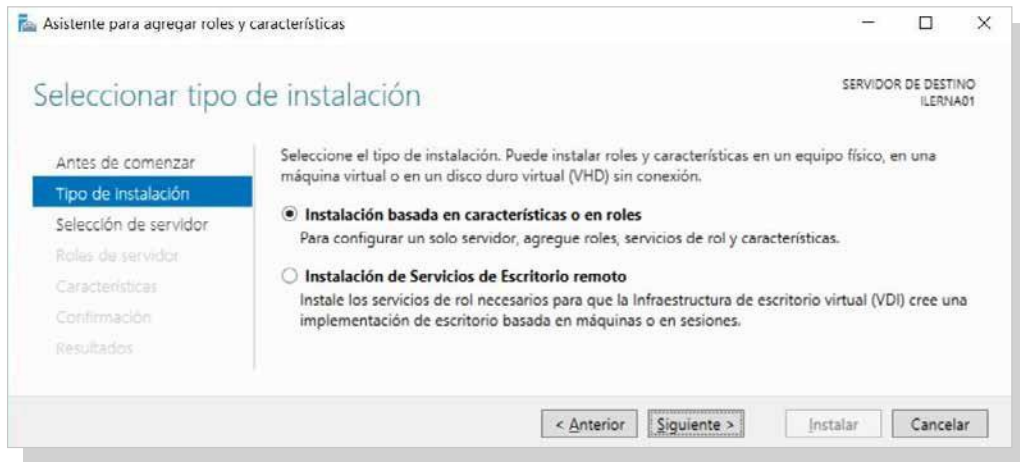 Asistente para agregar roles y características
Seleccionar tipo de instalación
SERVIDOR DE DESTINO
ILERNA01
Antes de comenzar
Tipo de instalación
Selección de servidor
Roles de servidor
Características
Confirmación
Resultados
Seleccione el tipo de instalación. Puede instalar roles y características en un equipo físico, en una
máquina virtual o en un disco duro virtual (VHD) sin conexión.
Instalación basada en características o en roles
Para configurar un solo servidor, agregue roles, servicios de rol y características.
Instalación de Servicios de Escritorio remoto
Instale los servicios de rol necesarios para que la Infraestructura de escritorio virtual (VDI) cree una
implementación de escritorio basada en máquinas o en sesiones.
< Anterior
Siguiente >
Instalar
Cancelar